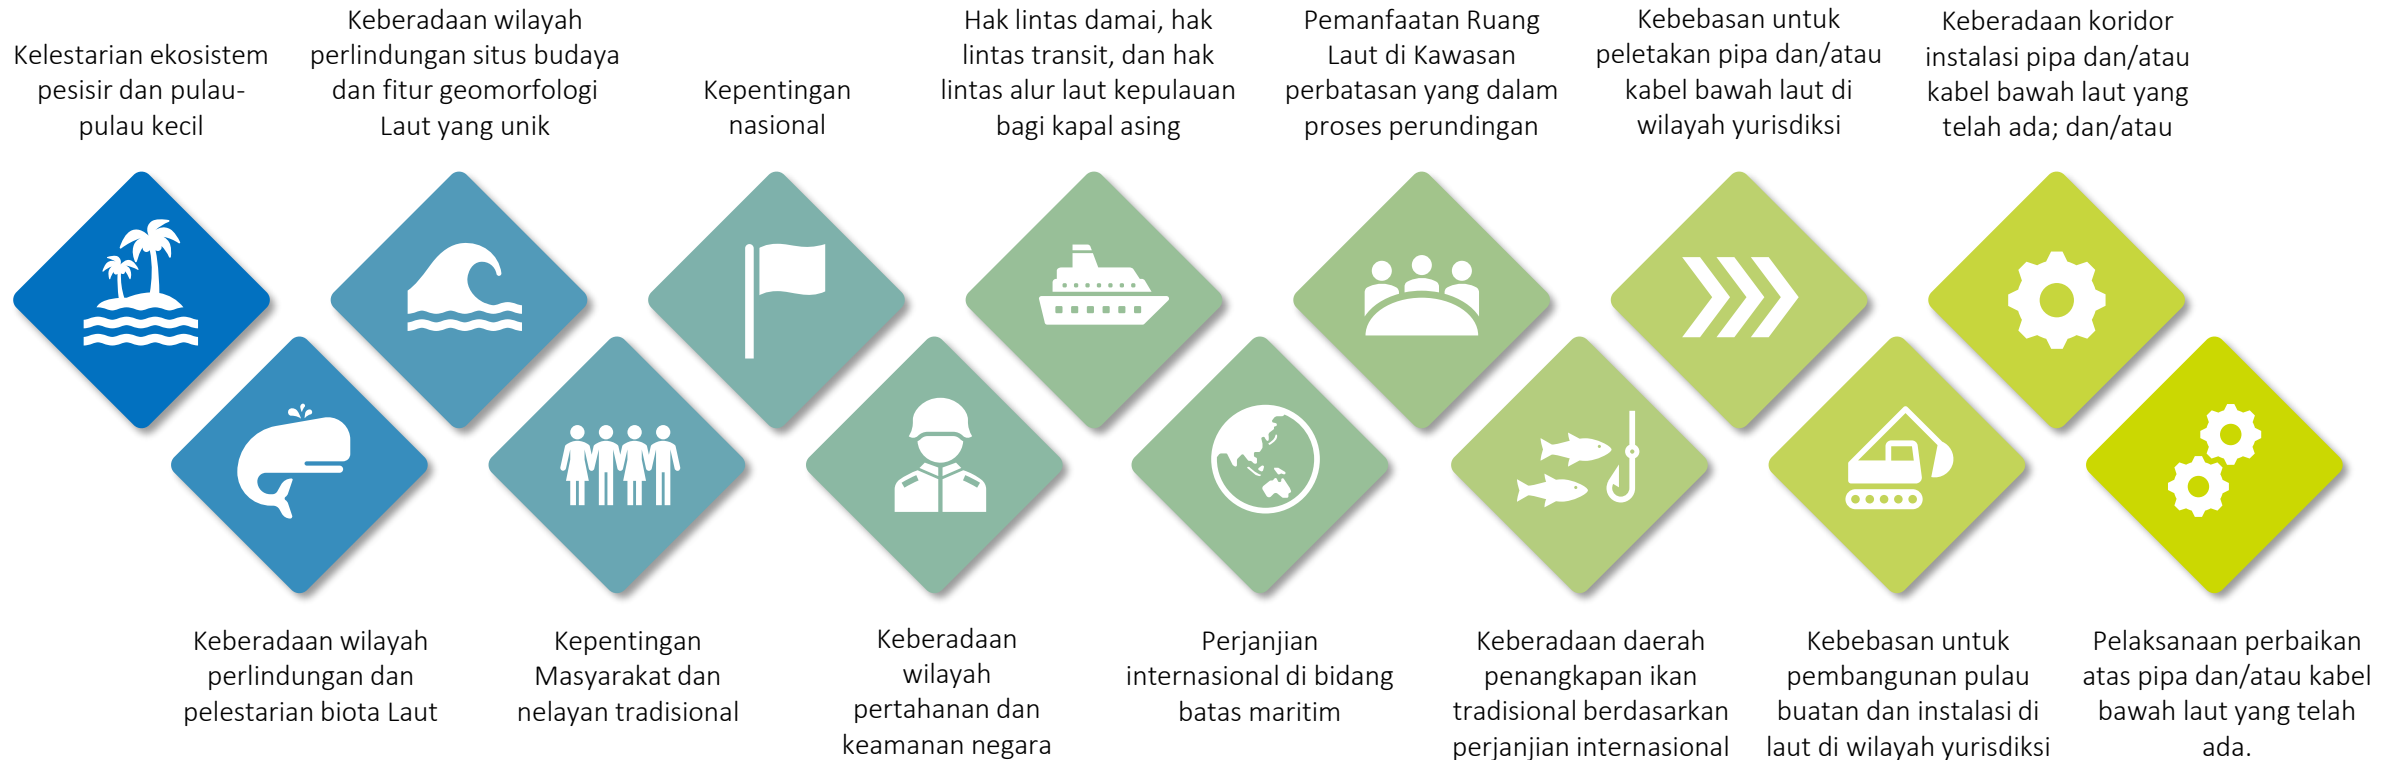 Kelestarian ekosistem
pesisir dan pulau-
pulau kecil
Keberadaan wilayah
perlindungan situs budaya
dan fitur geomorfologi
Laut yang unik
Kepentingan
nasional
Hak lintas damai, hak
lintas transit, dan hak
lintas alur laut kepulauan
bagi kapal asing
Pemanfaatan Ruang
Laut di Kawasan
perbatasan yang dalam
proses perundingan
Kebebasan untuk
peletakan pipa dan/atau
kabel bawah laut di
wilayah yurisdiksi
Keberadaan koridor
instalasi pipa dan/atau
kabel bawah laut yang
telah ada; dan/atau
Keberadaan wilayah
perlindungan dan
pelestarian biota Laut
Kepentingan
Masyarakat dan
nelayan tradisional
Keberadaan
wilayah
pertahanan dan
keamanan negara
Perjanjian
internasional di bidang
batas maritim
Keberadaan daerah
penangkapan ikan
tradisional berdasarkan
perjanjian internasional
Kebebasan untuk
pembangunan pulau
buatan dan instalasi di
laut di wilayah yurisdiksi
Pelaksanaan perbaikan
atas pipa dan/atau kabel
bawah laut yang telah
ada.